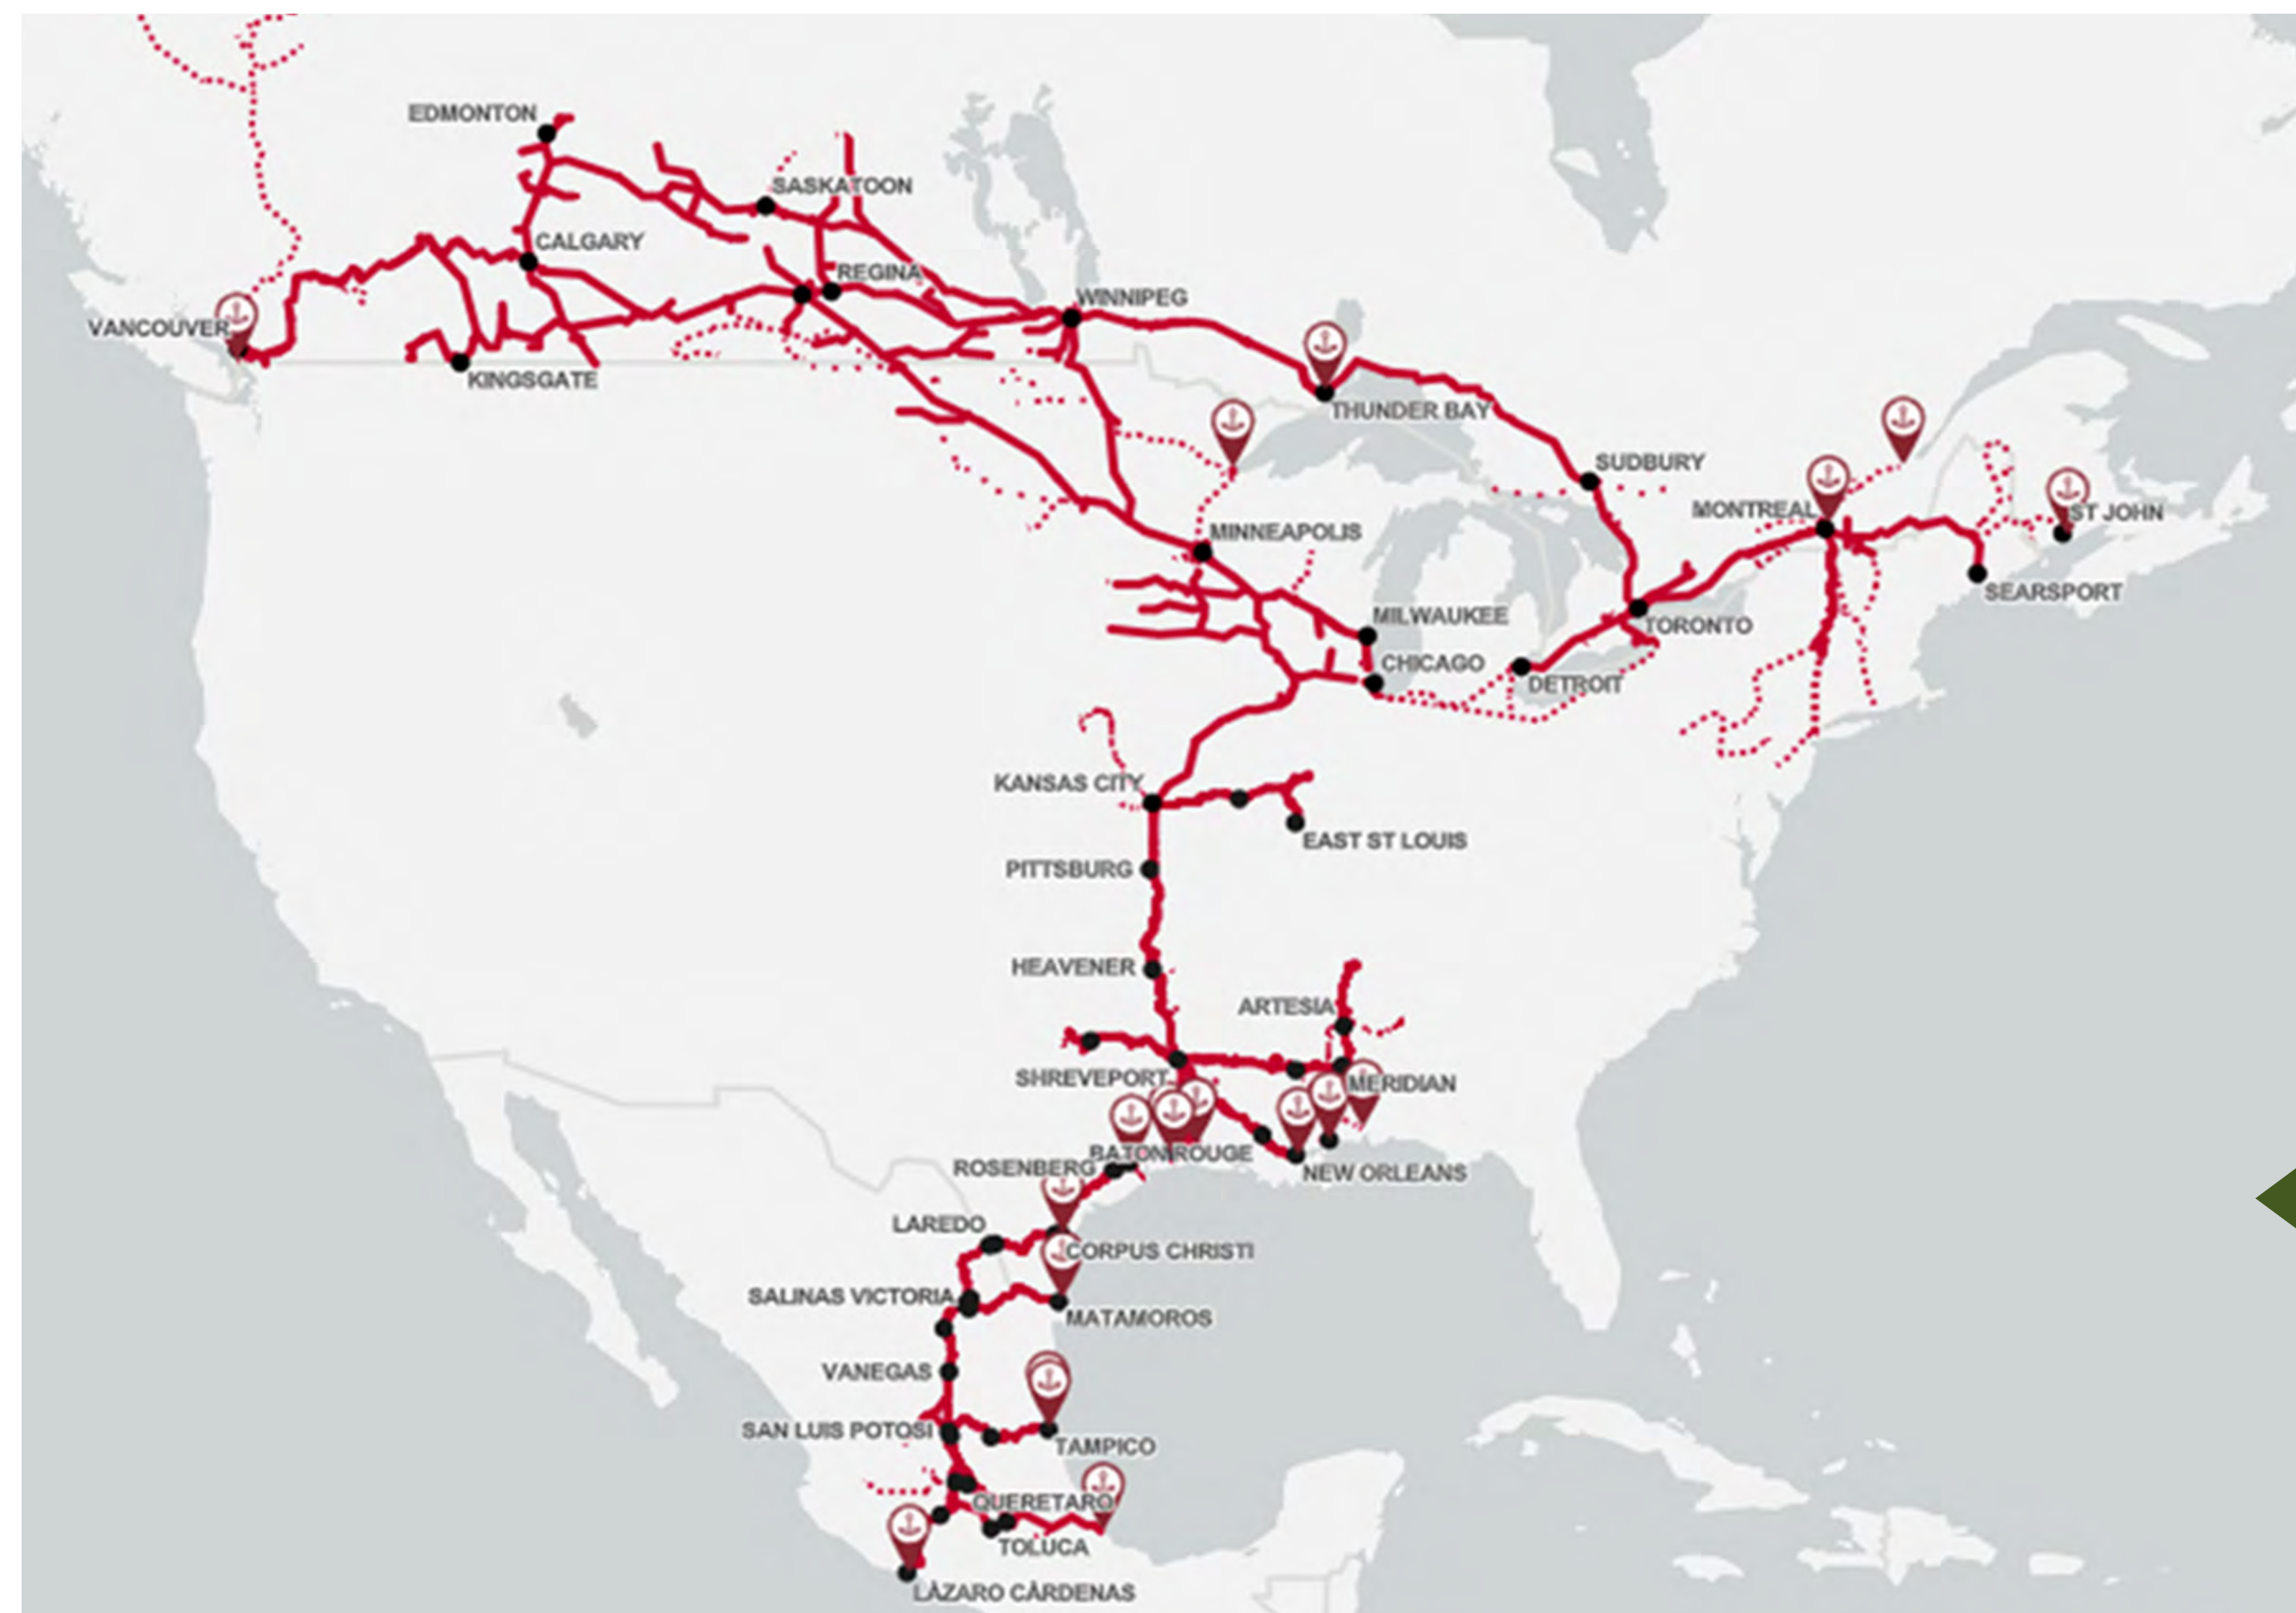 EDMONTON
SASKATOON
CALGARY
REGINA
WINNIPEG
VANCOUVER
KINGSGATE
THUNDER BAY
SUDBURY
MONTREAL
ST JOHN
MINNEAPOLIS
SEARSPORT
MILWAUKEE
TORONTO
CHICAGO
DETROIT
KANSAS CITY
EAST ST LOUIS
PITTSBURG
HEAVENER
ARTESIA
SHREVEPORT
MERIDIAN
BATON ROUGE
ROSENBERG
NEW ORLEANS
LAREDO
CORPUS CHRISTI
SALINAS VICTORIA
MATAMOROS
VANEGAS
SAN LUIS POTOSI
TAMPICO
QUERETARO
TOLUCA
LÀZARO CÀRDENAS